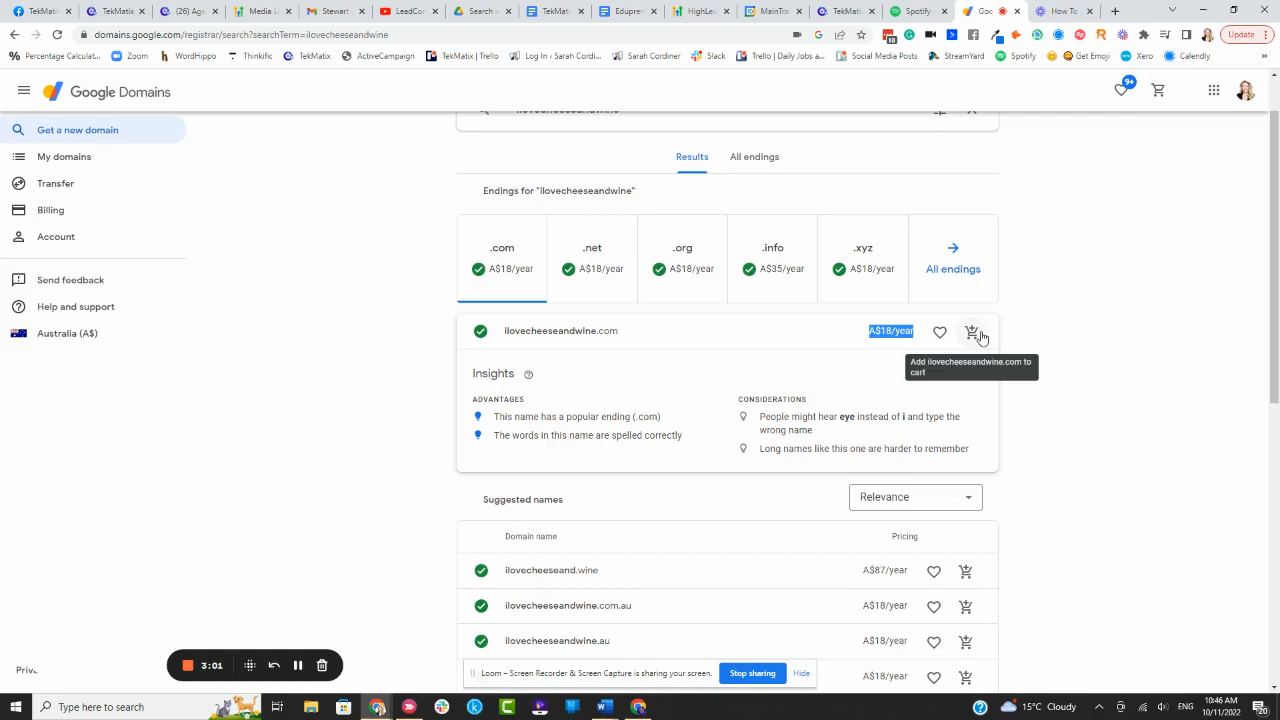 TekMatix
TekMatix
(26) Ag
Media L
Stewart
LeadCor
Search =
TekMatix
Edupren
HighLev
MainTra
TekMatix
Spotify
Goo
How To
domains.google.com/registrar/search?searchTerm=ilovecheeseandwine
Update
Percentage Calculat...
Zoom
Thinkific
TekMatix
ActiveCampaign
TekMatix | Trello
Log In ‹ Sarah Cordi...
Sarah Cordiner
Slack
Trello | Daily Jobs a...
Social Media Posts
StreamYard
Spotify
Get Emoji
Xero
Calendly
»
Google Domains
9+
Get a new domain
My domains
Transfer
Billing
Account
Send feedback
Help and support
Australia (A$)
ilovecheeseandwine
Results
All endings
Endings for "ilovecheeseandwine"
.com
.net
.org
.info
.xyz
A$18/year
A$18/year
A$18/year
A$35/year
A$18/year
All endings
ilovecheeseandwine.com
A$18/year
Add ilovecheeseandwine.com to
cart
Insights
ADVANTAGES
This name has a popular ending (.com)
The words in this name are spelled correctly
CONSIDERATIONS
People might hear eye instead of i and type the
wrong name
Long names like this one are harder to remember
Suggested names
Relevance
Domain name
Pricing
ilovecheeseand.wine
A$87/year
ilovecheeseandwine.com.au
A$18/year
ilovecheeseandwine.au
A$18/year
A$18/year
Priv
3:01
Loom – Screen Recorder & Screen Capture is sharing your screen.
Stop sharing
Hide
Type here to search
15°C Cloudy
ENG
10:46 AM
10/11/2022
20